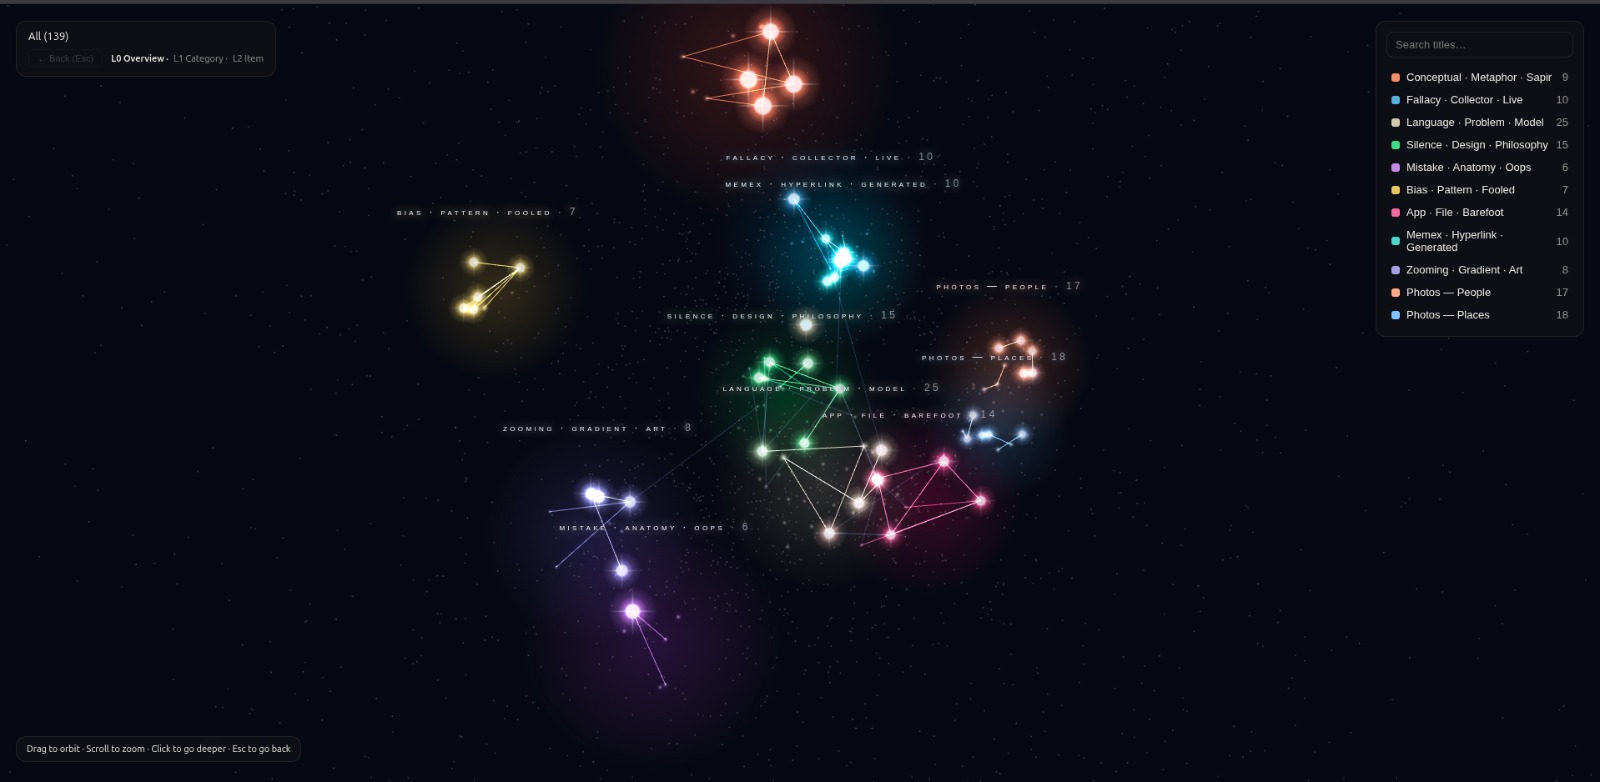 All (139)
← Back (Esc) L0 Overview · L1 Category · L2 Item
Search titles...
Conceptual · Metaphor · Sapir 9
Fallacy · Collector · Live 10
Language · Problem · Model 25
Silence · Design · Philosophy 15
Mistake · Anatomy · Oops 6
Bias · Pattern · Fooled 7
App · File · Barefoot 14
Memex · Hyperlink ·
Generated 10
Zooming · Gradient · Art 8
Photos — People 17
Photos — Places 18
FALLACY · COLLECTOR · LIVE · 10
MEMEX · HYPERLINK · GENERATED · 10
BIAS · PATTERN · FOOLED · 7
PHOTOS — PEOPLE · 17
SILENCE · DESIGN · PHILOSOPHY · 15
PHOTOS — PLACES · 18
LANGUAGE · PROBLEM · MODEL · 25
APP · FILE · BAREFOOT · 14
ZOOMING · GRADIENT · ART · 8
MISTAKE · ANATOMY · OOPS · 6
Drag to orbit · Scroll to zoom · Click to go deeper · Esc to go back